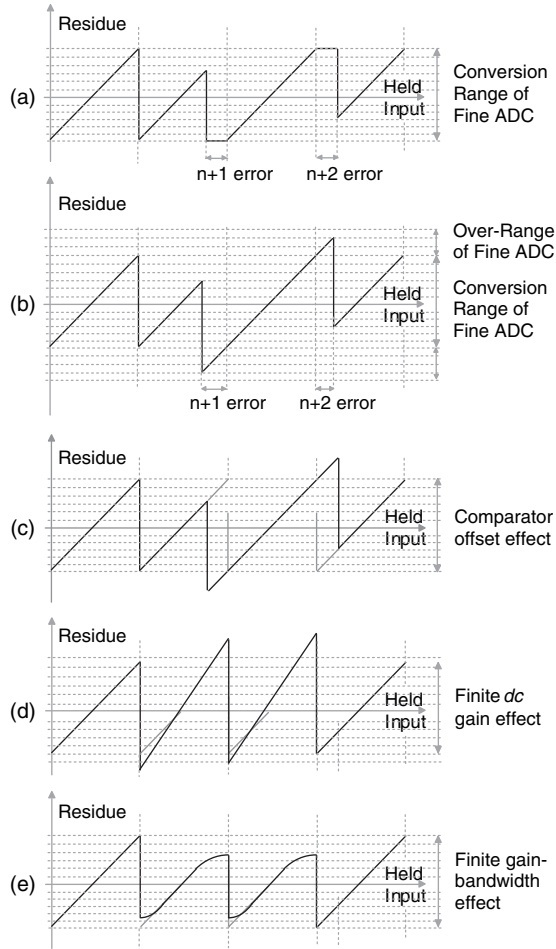 Residue
(a)
Held
Input
Conversion
Range of
Fine ADC
n+1 error
n+2 error
Residue
Over-Range
of Fine ADC
(b)
Held
Input
Conversion
Range of
Fine ADC
n+1 error
n+2 error
Residue
(c)
Held
Input
Comparator
offset effect
Residue
(d)
Held
Input
Finite dc
gain effect
Residue
(e)
Held
Input
Finite gain-
bandwidth
effect